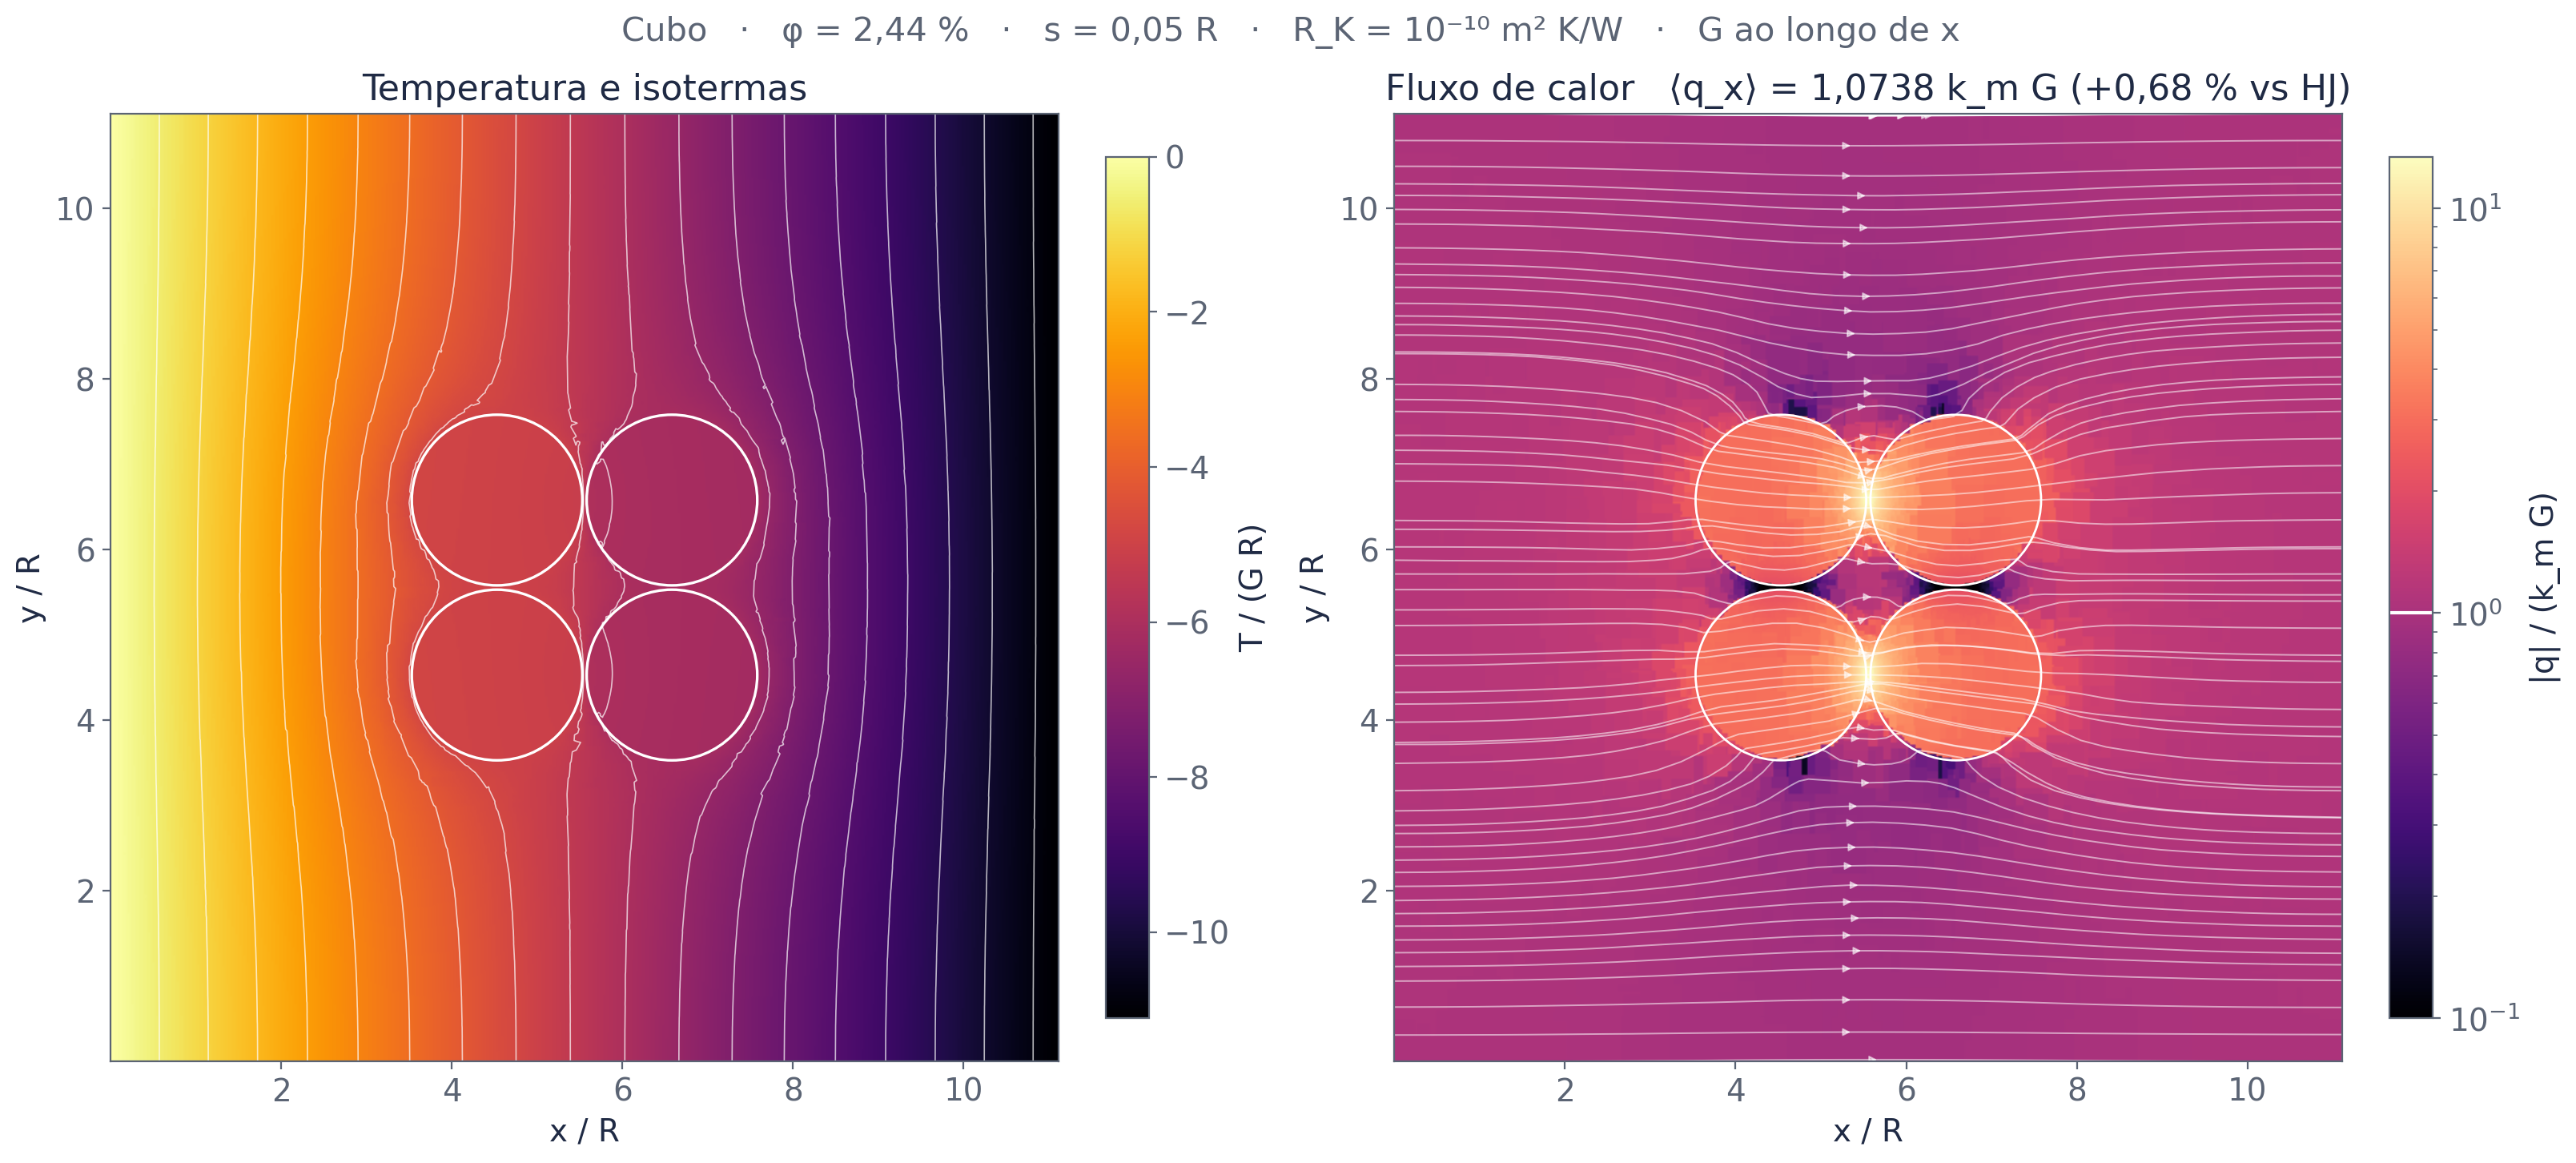 Cubo · φ = 2,44 % · s = 0,05 R · R_K = 10⁻¹⁰ m² K/W · G ao longo de x
Temperatura e isotermas
10
8
6
4
2
y / R
2 4 6 8 10
x / R
0
−2
−4
−6
−8
−10
T / (G R)
Fluxo de calor ⟨q_x⟩ = 1,0738 k_m G (+0,68 % vs HJ)
10
8
6
4
2
y / R
2 4 6 8 10
x / R
10¹
10⁰
10⁻¹
|q| / (k_m G)